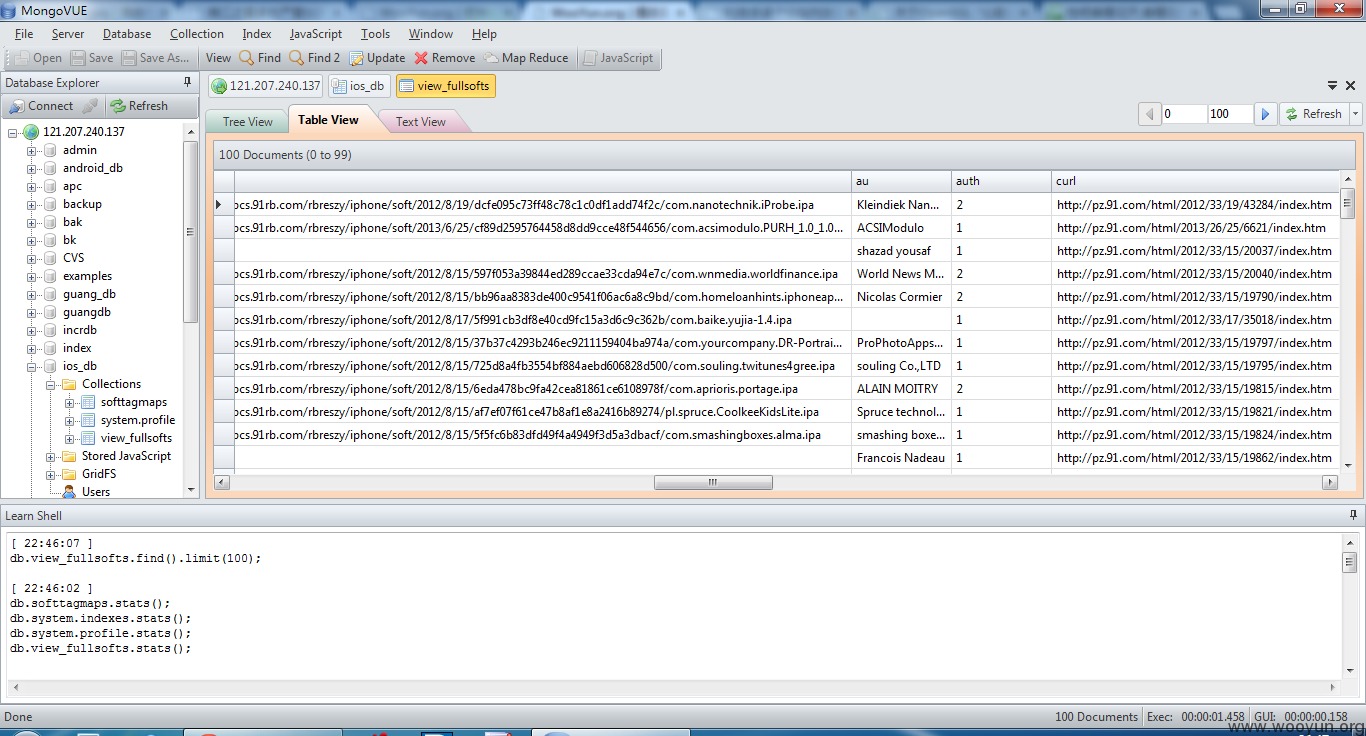 MongoVUE
File Server Database Collection Index JavaScript Tools Window Help
Open Save Save As... View Find Find 2 Update Remove Map Reduce JavaScript
Database Explorer
Connect Refresh
121.207.240.137
admin
android_db
apc
backup
bak
bk
CVS
examples
guang_db
guangdb
incrdb
index
ios_db
Collections
softtagmaps
system.profile
view_fullsofts
Stored JavaScript
GridFS
Users
121.207.240.137 ios_db view_fullsofts
Tree View Table View Text View
0 100 Refresh
100 Documents (0 to 99)
au auth curl
ocs.91rb.com/rbreszy/iphone/soft/2012/8/19/dcfe095c73ff48c78c1c0df1add74f2c/com.nanotechnik.iProbe.ipa Kleindiek Nan... 2 http://pz.91.com/html/2012/33/19/43284/index.htm
ocs.91rb.com/rbreszy/iphone/soft/2013/6/25/cf89d2595764458d8dd9cce48f544656/com.acsimodulo.PURH_1.0_1.0... ACSIModulo 1 http://pz.91.com/html/2013/26/25/6621/index.htm
shazad yousaf 1 http://pz.91.com/html/2012/33/15/20037/index.htm
ocs.91rb.com/rbreszy/iphone/soft/2012/8/15/597f053a39844ed289ccae33cda94e7c/com.wnmedia.worldfinance.ipa World News M... 2 http://pz.91.com/html/2012/33/15/20040/index.htm
ocs.91rb.com/rbreszy/iphone/soft/2012/8/15/bb96aa8383de400c9541f06ac6a8c9bd/com.homeloanhints.iphoneap... Nicolas Cormier 2 http://pz.91.com/html/2012/33/15/19790/index.htm
ocs.91rb.com/rbreszy/iphone/soft/2012/8/17/5f991cb3df8e40cd9fc15a3d6c9c362b/com.baike.yujia-1.4.ipa 1 http://pz.91.com/html/2012/33/17/35018/index.htm
ocs.91rb.com/rbreszy/iphone/soft/2012/8/15/37b37c4293b246ec9211159404ba974a/com.yourcompany.DR-Portrai... ProPhotoApps... 1 http://pz.91.com/html/2012/33/15/19797/index.htm
ocs.91rb.com/rbreszy/iphone/soft/2012/8/15/725d8a4fb3554bf884aebd606828d500/com.souling.twitunes4gree.ipa souling Co.,LTD 1 http://pz.91.com/html/2012/33/15/19795/index.htm
ocs.91rb.com/rbreszy/iphone/soft/2012/8/15/6eda478bc9fa42cea81861ce6108978f/com.aprioris.portage.ipa ALAIN MOITRY 2 http://pz.91.com/html/2012/33/15/19815/index.htm
ocs.91rb.com/rbreszy/iphone/soft/2012/8/15/af7ef07f61ce47b8af1e8a2416b89274/pl.spruce.CoolkeeKidsLite.ipa Spruce technol... 1 http://pz.91.com/html/2012/33/15/19821/index.htm
ocs.91rb.com/rbreszy/iphone/soft/2012/8/15/5f5fc6b83dfd49f4a4949f3d5a3dbacf/com.smashingboxes.alma.ipa smashing boxe... 1 http://pz.91.com/html/2012/33/15/19824/index.htm
Francois Nadeau 1 http://pz.91.com/html/2012/33/15/19862/index.htm
Learn Shell
[ 22:46:07 ]
db.view_fullsofts.find().limit(100);
[ 22:46:02 ]
db.softtagmaps.stats();
db.system.indexes.stats();
db.system.profile.stats();
db.view_fullsofts.stats();
Done 100 Documents Exec: 00:00:01.458 GUI: 00:00:00.158
www.wooyun.org